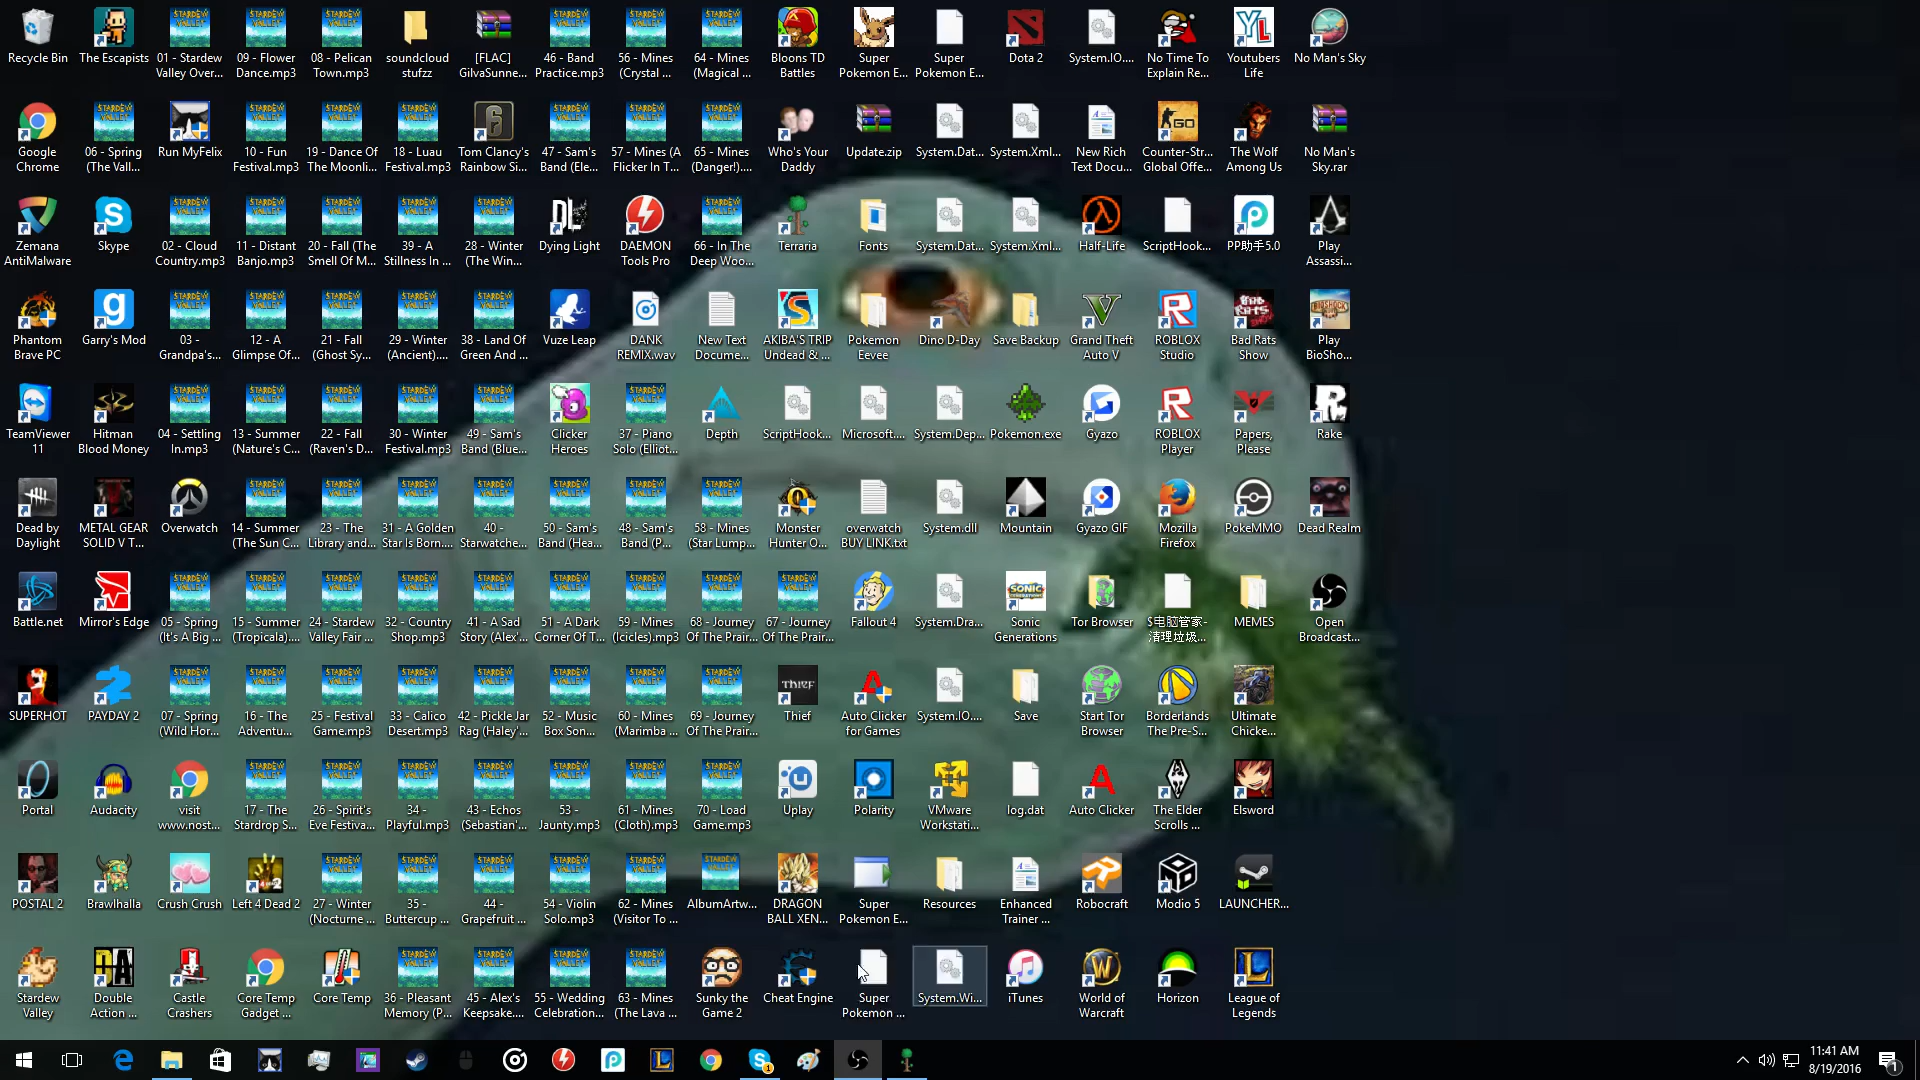 Recycle Bin
The Escapists
01 - Stardew
Valley Over...
09 - Flower
Dance.mp3
08 - Pelican
Town.mp3
soundcloud
stufzz
[FLAC]
GilvaSunne...
46 - Band
Practice.mp3
56 - Mines
(Crystal ...
64 - Mines
(Magical ...
Bloons TD
Battles
Super
Pokemon E...
Super
Pokemon E...
Dota 2
System.IO....
No Time To
Explain Re...
Youtubers
Life
No Man's Sky
Google
Chrome
06 - Spring
(The Vall...
Run MyFelix
10 - Fun
Festival.mp3
19 - Dance Of
The Moonli...
18 - Luau
Festival.mp3
Tom Clancy's
Rainbow Si...
47 - Sam's
Band (Ele...
57 - Mines (A
Flicker In T...
65 - Mines
(Danger!)....
Who's Your
Daddy
Update.zip
System.Dat...
System.Xml...
New Rich
Text Docu...
Counter-Str...
Global Offe...
The Wolf
Among Us
No Man's
Sky.rar
Zemana
AntiMalware
Skype
02 - Cloud
Country.mp3
11 - Distant
Banjo.mp3
20 - Fall (The
Smell Of M...
39 - A
Stillness In ...
28 - Winter
(The Win...
Dying Light
DAEMON
Tools Pro
66 - In The
Deep Woo...
Terraria
Fonts
System.Dat...
System.Xml...
Half-Life
ScriptHook...
PP助手5.0
Play
Assassi...
Phantom
Brave PC
Garry's Mod
03 -
Grandpa's...
12 - A
Glimpse Of...
21 - Fall
(Ghost Sy...
29 - Winter
(Ancient)....
38 - Land Of
Green And ...
Vuze Leap
DANK
REMIX.wav
New Text
Docume...
AKIBA'S TRIP
Undead & ...
Pokemon
Eevee
Dino D-Day
Save Backup
Grand Theft
Auto V
ROBLOX
Studio
Bad Rats
Show
Play
BioSho...
TeamViewer
11
Hitman
Blood Money
04 - Settling
In.mp3
13 - Summer
(Nature's C...
22 - Fall
(Raven's D...
30 - Winter
Festival.mp3
49 - Sam's
Band (Blue...
Clicker
Heroes
37 - Piano
Solo (Elliot...
Depth
ScriptHook...
Microsoft....
System.Dep...
Pokemon.exe
Gyazo
ROBLOX
Player
Papers,
Please
Rake
Dead by
Daylight
METAL GEAR
SOLID V T...
Overwatch
14 - Summer
(The Sun C...
23 - The
Library and...
31 - A Golden
Star Is Born....
40 -
Starwatche...
50 - Sam's
Band (Hea...
48 - Sam's
Band (P...
58 - Mines
(Star Lump...
Monster
Hunter O...
overwatch
BUY LINK.txt
System.dll
Mountain
Gyazo GIF
Mozilla
Firefox
PokeMMO
Dead Realm
Battle.net
Mirror's Edge
05 - Spring
(It's A Big ...
15 - Summer
(Tropicala)....
24 - Stardew
Valley Fair ...
32 - Country
Shop.mp3
41 - A Sad
Story (Alex'...
51 - A Dark
Corner Of T...
59 - Mines
(Icicles).mp3
68 - Journey
Of The Prair...
67 - Journey
Of The Prair...
Fallout 4
System.Dra...
Sonic
Generations
Tor Browser
$电脑管家-
清理垃圾...
MEMES
Open
Broadcast...
SUPERHOT
PAYDAY 2
07 - Spring
(Wild Hor...
16 - The
Adventu...
25 - Festival
Game.mp3
33 - Calico
Desert.mp3
42 - Pickle Jar
Rag (Haley'...
52 - Music
Box Son...
60 - Mines
(Marimba ...
69 - Journey
Of The Prair...
Thief
Auto Clicker
for Games
System.IO....
Save
Start Tor
Browser
Borderlands
The Pre-S...
Ultimate
Chicke...
Portal
Audacity
visit
www.nost...
17 - The
Stardrop S...
26 - Spirit's
Eve Festiva...
34 -
Playful.mp3
43 - Echos
(Sebastian'...
53 -
Jaunty.mp3
61 - Mines
(Cloth).mp3
70 - Load
Game.mp3
Uplay
Polarity
VMware
Workstati...
log.dat
Auto Clicker
The Elder
Scrolls ...
Elsword
POSTAL 2
Brawlhalla
Crush Crush
Left 4 Dead 2
27 - Winter
(Nocturne ...
35 -
Buttercup ...
44 -
Grapefruit ...
54 - Violin
Solo.mp3
62 - Mines
(Visitor To ...
AlbumArtw...
DRAGON
BALL XEN...
Super
Pokemon E...
Resources
Enhanced
Trainer ...
Robocraft
Modio 5
LAUNCHER...
Stardew
Valley
Double
Action ...
Castle
Crashers
Core Temp
Gadget ...
Core Temp
36 - Pleasant
Memory (P...
45 - Alex's
Keepsake....
55 - Wedding
Celebration...
63 - Mines
(The Lava ...
Sunky the
Game 2
Cheat Engine
Super
Pokemon ...
System.Wi...
iTunes
World of
Warcraft
Horizon
League of
Legends
11:41 AM
8/19/2016